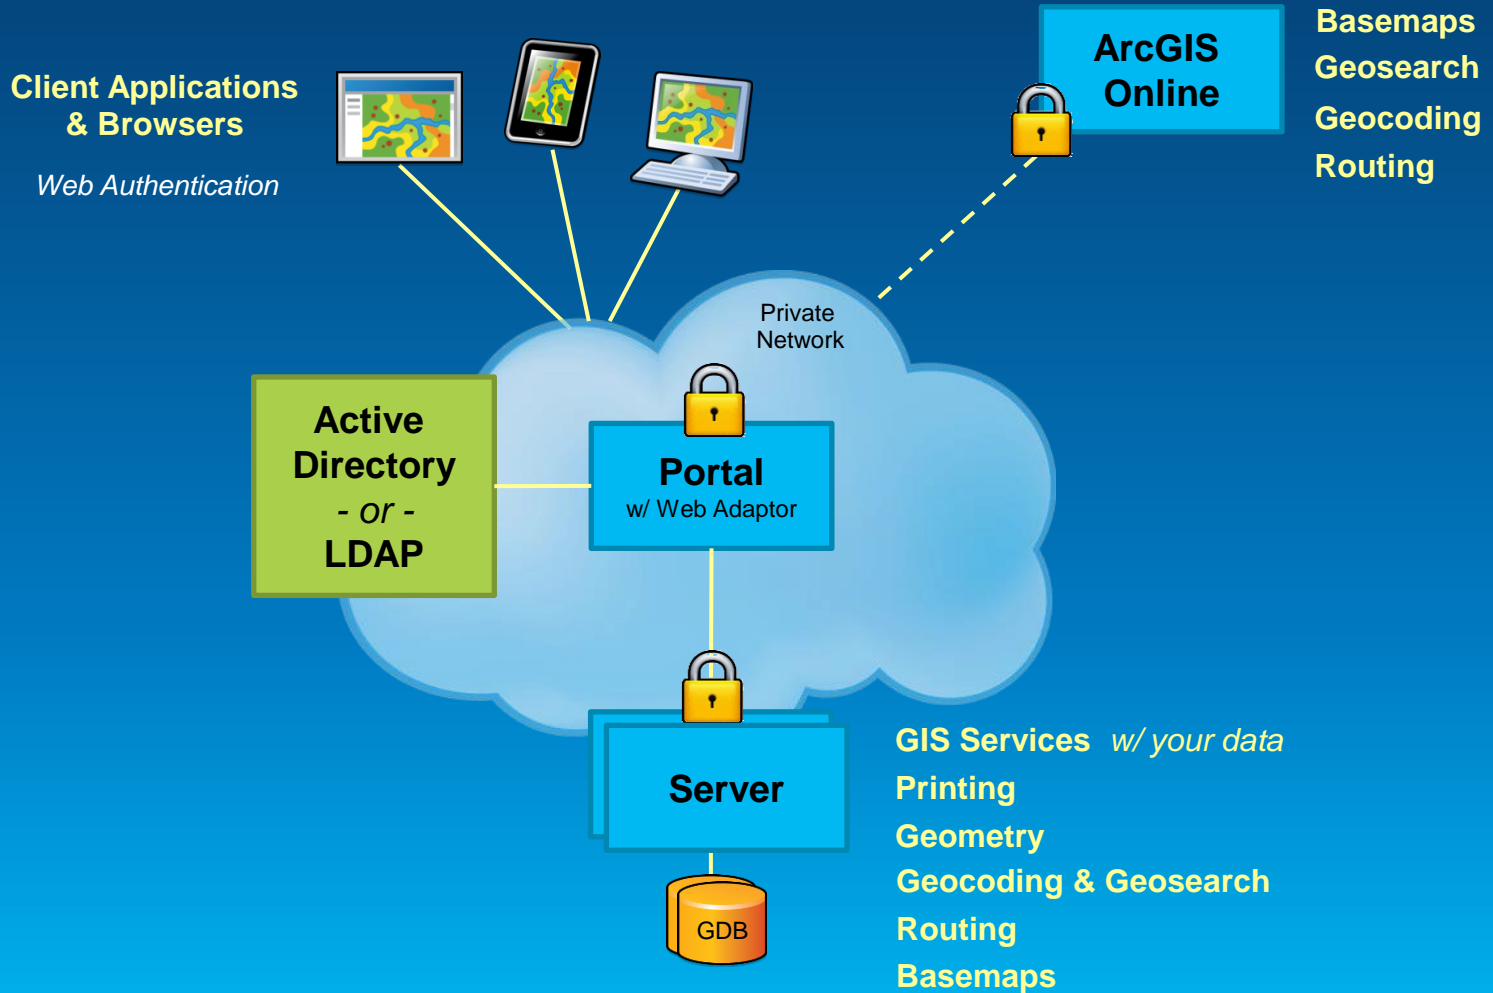 Client Applications
& Browsers
Web Authentication
ArcGIS
Online
Basemaps
Geosearch
Geocoding
Routing
Private
Network
Active
Directory
- or -
LDAP
Portal
w/ Web Adaptor
Server
GDB
GIS Services w/ your data
Printing
Geometry
Geocoding & Geosearch
Routing
Basemaps